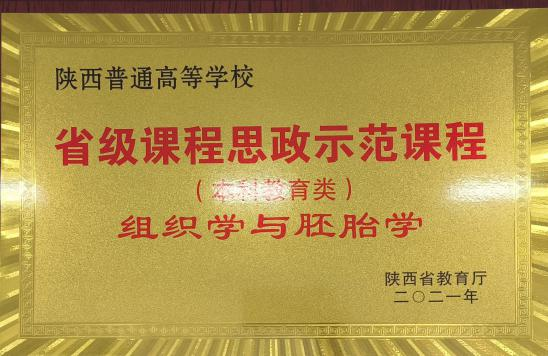 陕西普通高等学校
省级课程思政示范课程
（本科教育类）
组织学与胚胎学
陕西省教育厅
二〇二一年